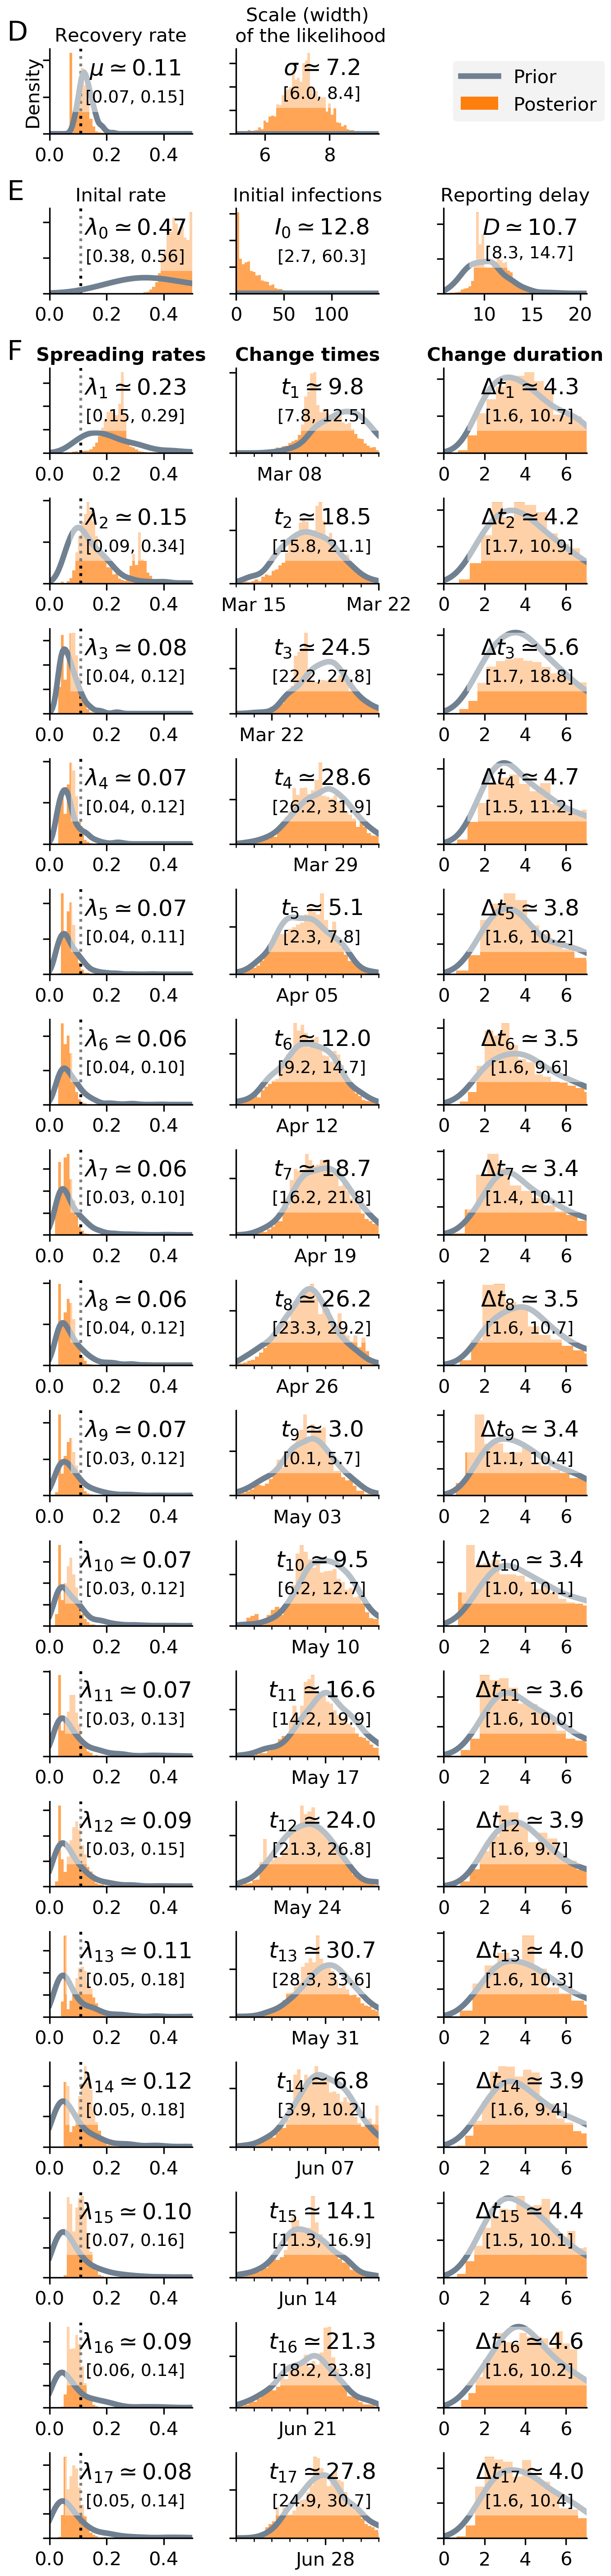 D
Recovery rate
Scale (width)
of the likelihood
Density
μ ≃ 0.11
[0.07, 0.15]
σ ≃ 7.2
[6.0, 8.4]
Prior
Posterior
0.0 0.2 0.4
6 8
E
Inital rate
Initial infections
Reporting delay
λ0 ≃ 0.47
[0.38, 0.56]
I0 ≃ 12.8
[2.7, 60.3]
D ≃ 10.7
[8.3, 14.7]
0.0 0.2 0.4
0 50 100
10 15 20
F
Spreading rates
Change times
Change duration
λ1 ≃ 0.23
[0.15, 0.29]
t1 ≃ 9.8
[7.8, 12.5]
Δt1 ≃ 4.3
[1.6, 10.7]
0.0 0.2 0.4
Mar 08
0 2 4 6
λ2 ≃ 0.15
[0.09, 0.34]
t2 ≃ 18.5
[15.8, 21.1]
Δt2 ≃ 4.2
[1.7, 10.9]
0.0 0.2 0.4
Mar 15 Mar 22
0 2 4 6
λ3 ≃ 0.08
[0.04, 0.12]
t3 ≃ 24.5
[22.2, 27.8]
Δt3 ≃ 5.6
[1.7, 18.8]
0.0 0.2 0.4
Mar 22
0 2 4 6
λ4 ≃ 0.07
[0.04, 0.12]
t4 ≃ 28.6
[26.2, 31.9]
Δt4 ≃ 4.7
[1.5, 11.2]
0.0 0.2 0.4
Mar 29
0 2 4 6
λ5 ≃ 0.07
[0.04, 0.11]
t5 ≃ 5.1
[2.3, 7.8]
Δt5 ≃ 3.8
[1.6, 10.2]
0.0 0.2 0.4
Apr 05
0 2 4 6
λ6 ≃ 0.06
[0.04, 0.10]
t6 ≃ 12.0
[9.2, 14.7]
Δt6 ≃ 3.5
[1.6, 9.6]
0.0 0.2 0.4
Apr 12
0 2 4 6
λ7 ≃ 0.06
[0.03, 0.10]
t7 ≃ 18.7
[16.2, 21.8]
Δt7 ≃ 3.4
[1.4, 10.1]
0.0 0.2 0.4
Apr 19
0 2 4 6
λ8 ≃ 0.06
[0.04, 0.12]
t8 ≃ 26.2
[23.3, 29.2]
Δt8 ≃ 3.5
[1.6, 10.7]
0.0 0.2 0.4
Apr 26
0 2 4 6
λ9 ≃ 0.07
[0.03, 0.12]
t9 ≃ 3.0
[0.1, 5.7]
Δt9 ≃ 3.4
[1.1, 10.4]
0.0 0.2 0.4
May 03
0 2 4 6
λ10 ≃ 0.07
[0.03, 0.12]
t10 ≃ 9.5
[6.2, 12.7]
Δt10 ≃ 3.4
[1.0, 10.1]
0.0 0.2 0.4
May 10
0 2 4 6
λ11 ≃ 0.07
[0.03, 0.13]
t11 ≃ 16.6
[14.2, 19.9]
Δt11 ≃ 3.6
[1.6, 10.0]
0.0 0.2 0.4
May 17
0 2 4 6
λ12 ≃ 0.09
[0.03, 0.15]
t12 ≃ 24.0
[21.3, 26.8]
Δt12 ≃ 3.9
[1.6, 9.7]
0.0 0.2 0.4
May 24
0 2 4 6
λ13 ≃ 0.11
[0.05, 0.18]
t13 ≃ 30.7
[28.3, 33.6]
Δt13 ≃ 4.0
[1.6, 10.3]
0.0 0.2 0.4
May 31
0 2 4 6
λ14 ≃ 0.12
[0.05, 0.18]
t14 ≃ 6.8
[3.9, 10.2]
Δt14 ≃ 3.9
[1.6, 9.4]
0.0 0.2 0.4
Jun 07
0 2 4 6
λ15 ≃ 0.10
[0.07, 0.16]
t15 ≃ 14.1
[11.3, 16.9]
Δt15 ≃ 4.4
[1.5, 10.1]
0.0 0.2 0.4
Jun 14
0 2 4 6
λ16 ≃ 0.09
[0.06, 0.14]
t16 ≃ 21.3
[18.2, 23.8]
Δt16 ≃ 4.6
[1.6, 10.2]
0.0 0.2 0.4
Jun 21
0 2 4 6
λ17 ≃ 0.08
[0.05, 0.14]
t17 ≃ 27.8
[24.9, 30.7]
Δt17 ≃ 4.0
[1.6, 10.4]
0.0 0.2 0.4
Jun 28
0 2 4 6